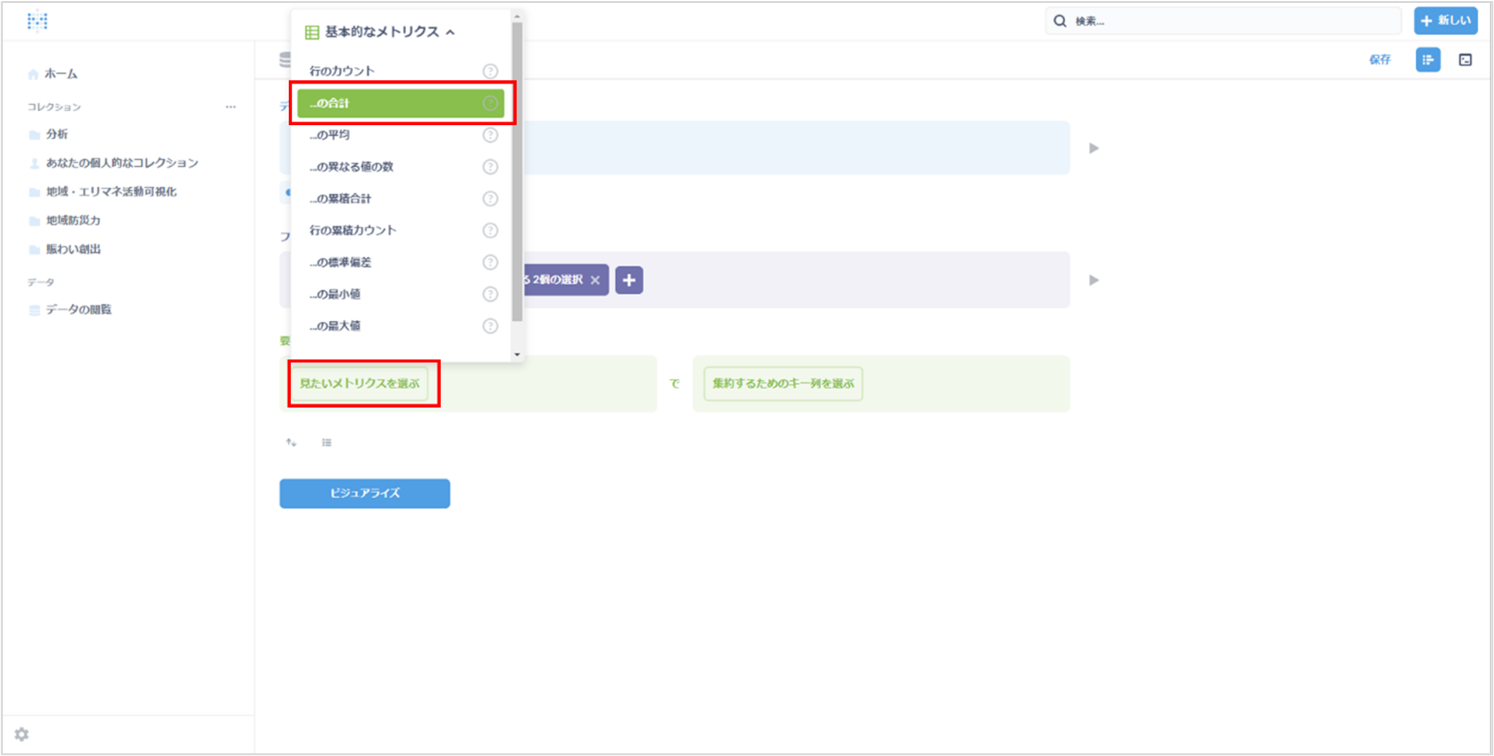 検索...
+ 新しい
基本的なメトリクス
行のカウント
...の合計
...の平均
...の異なる値の数
...の累積合計
行の累積カウント
...の標準偏差
...の最小値
...の最大値
ホーム
コレクション
...
分析
あなたの個人的なコレクション
地域・エリマネ活動可視化
地域防災力
賑わい創出
データ
データの閲覧
保存
デ
フ
る 2個の選択
要
見たいメトリクスを選ぶ
で
集約するためのキー列を選ぶ
ビジュアライズ